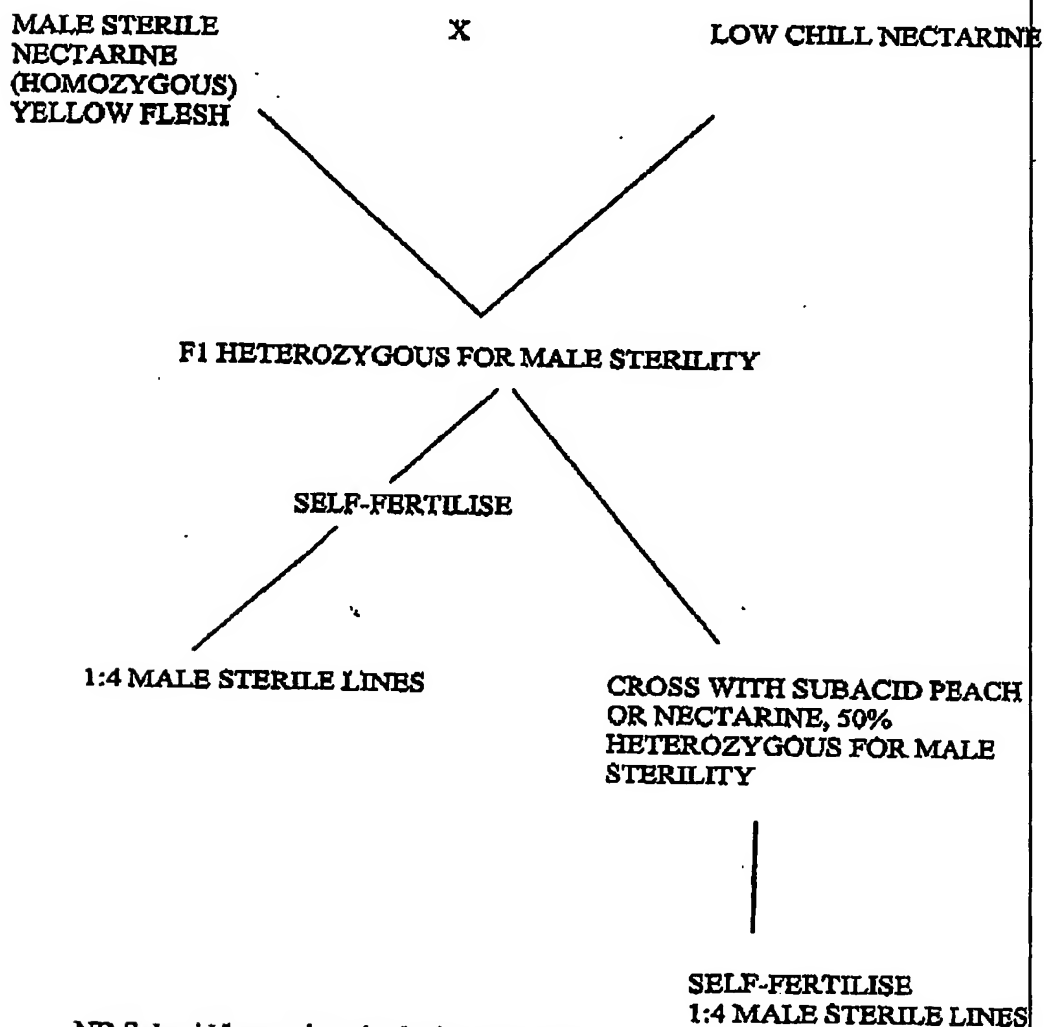 MALE STERILE
NECTARINE
(HOMOZYGOUS)
YELLOW FLESH
X
LOW CHILL NECTARINE
F1 HETEROZYGOUS FOR MALE STERILITY
SELF-FERTILISE
1:4 MALE STERILE LINES
CROSS WITH SUBACID PEACH
OR NECTARINE, 50%
HETEROZYGOUS FOR MALE
STERILITY
SELF-FERTILISE
1:4 MALE STERILE LINES